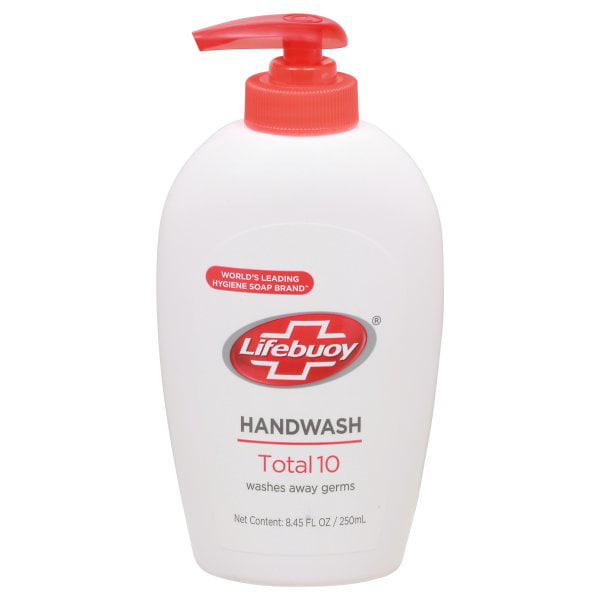 WORLD'S LEADING
HYGIENE SOAP BRAND*
Lifebuoy ®
HANDWASH
Total 10
washes away germs
Net Content: 8.45 FL OZ / 250mL